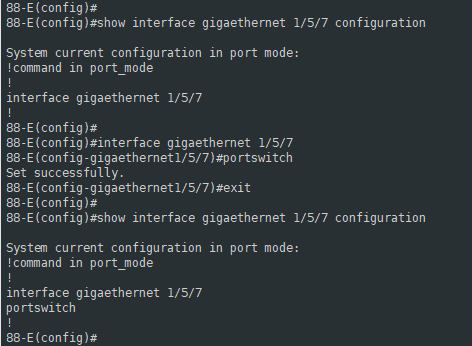 88-E(config)#
88-E(config)#show interface gigaethernet 1/5/7 configuration
System current configuration in port mode:
!command in port_mode
!
interface gigaethernet 1/5/7
!
88-E(config)#
88-E(config)#interface gigaethernet 1/5/7
88-E(config-gigaethernet1/5/7)#portswitch
Set successfully.
88-E(config-gigaethernet1/5/7)#exit
88-E(config)#
88-E(config)#show interface gigaethernet 1/5/7 configuration
System current configuration in port mode:
!command in port_mode
!
interface gigaethernet 1/5/7
portswitch
!
88-E(config)#